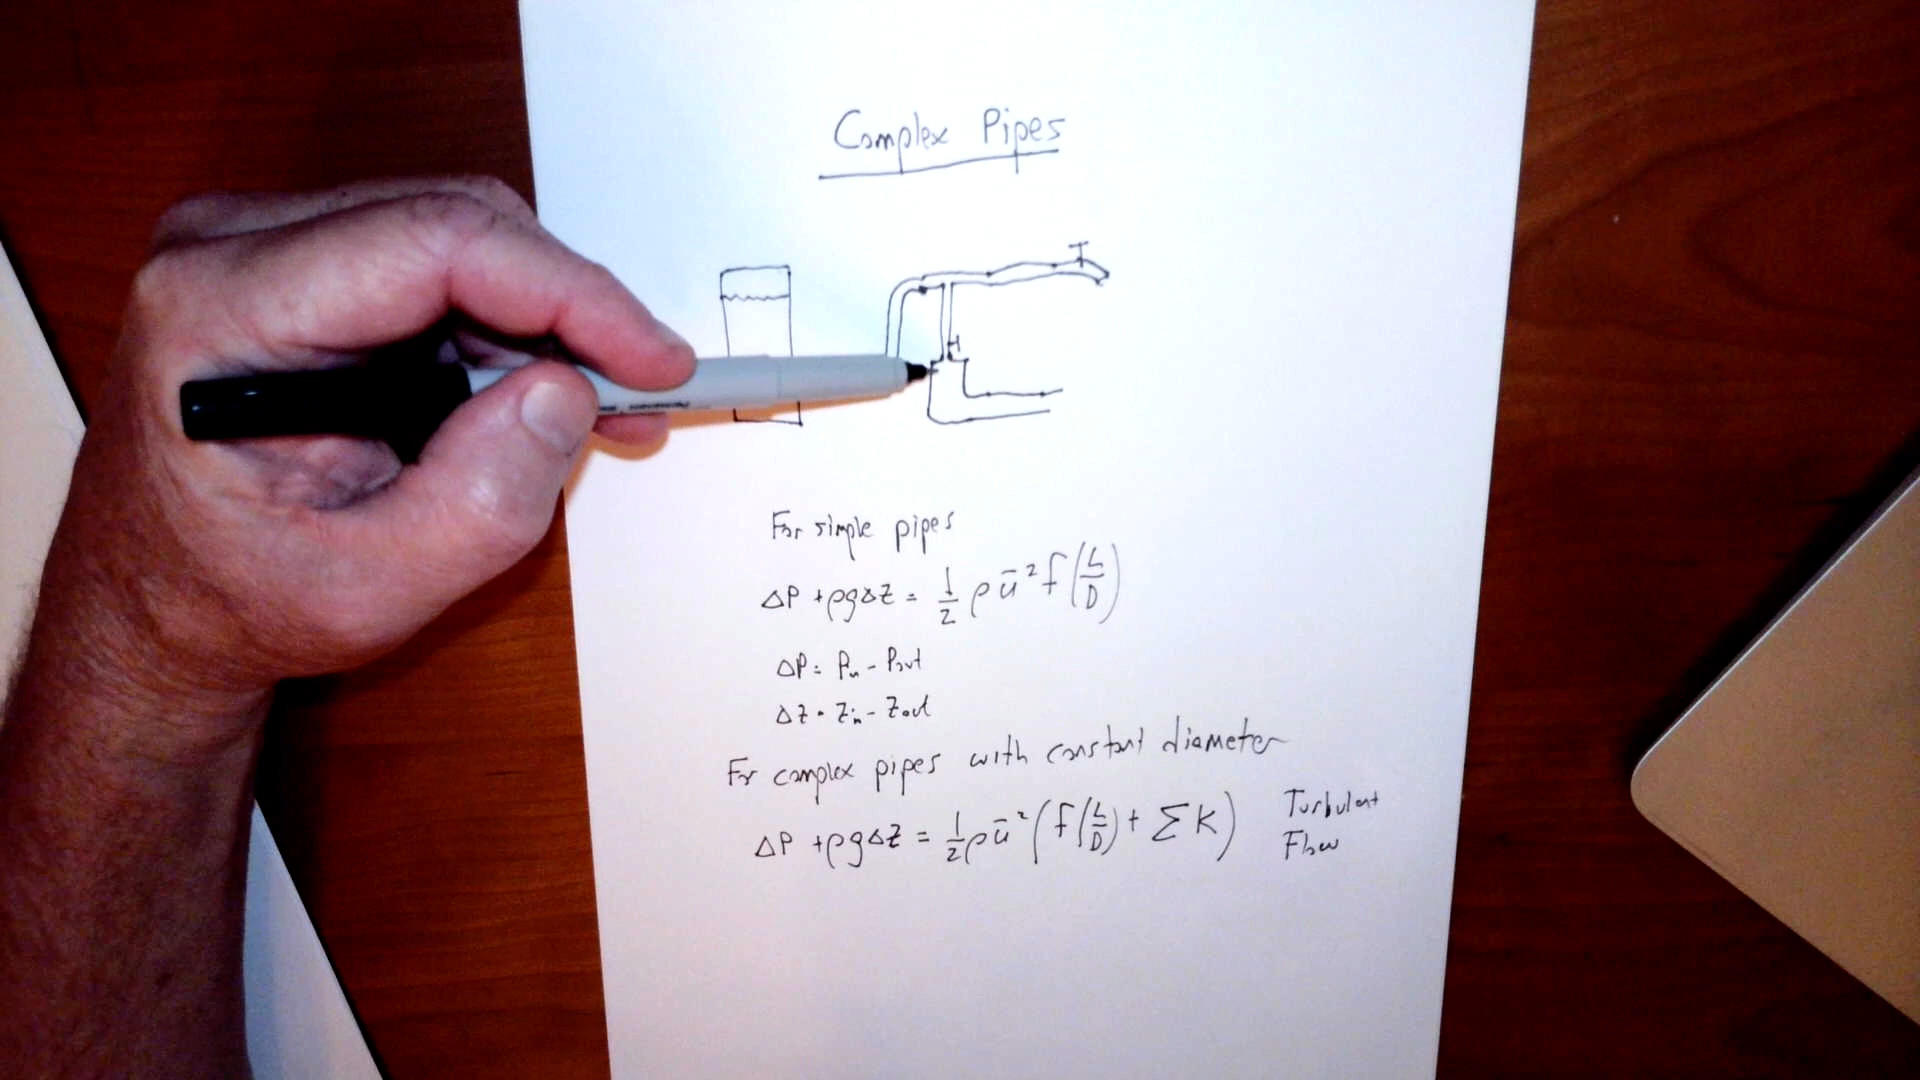 Complex Pipes
For simple pipes
ΔP + ρgΔZ = 1/2 ρū² f(L/D)
ΔP = Pin - Pout
ΔZ = Zin - Zout
For complex pipes with constant diameter
ΔP + ρgΔZ = 1/2 ρū² (f(L/D) + ΣK) Turbulent
Flow